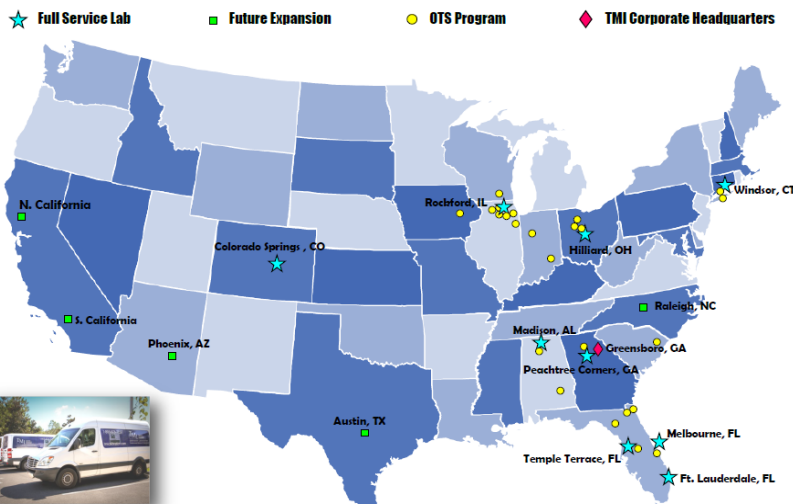 Full Service Lab
Future Expansion
OTS Program
TMI Corporate Headquarters
Windsor, CT
Rockford, IL
N. California
Colorado Springs , CO
Hilliard, OH
Raleigh, NC
S. California
Madison, AL
Phoenix, AZ
Greensboro, GA
Peachtree Corners, GA
Austin, TX
Melbourne, FL
Temple Terrace, FL
Ft. Lauderdale, FL